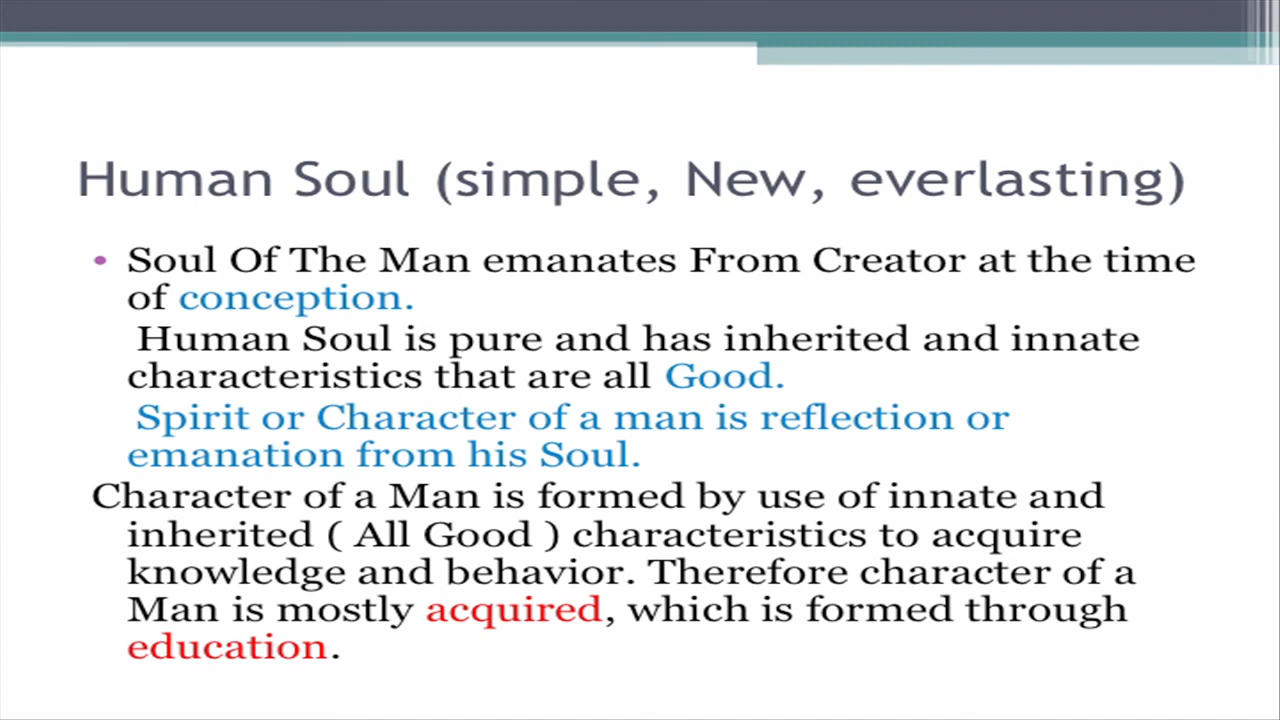 Human Soul (simple, New, everlasting)
• Soul Of The Man emanates From Creator at the time
of conception.
Human Soul is pure and has inherited and innate
characteristics that are all Good.
Spirit or Character of a man is reflection or
emanation from his Soul.
Character of a Man is formed by use of innate and
inherited ( All Good ) characteristics to acquire
knowledge and behavior. Therefore character of a
Man is mostly acquired, which is formed through
education.